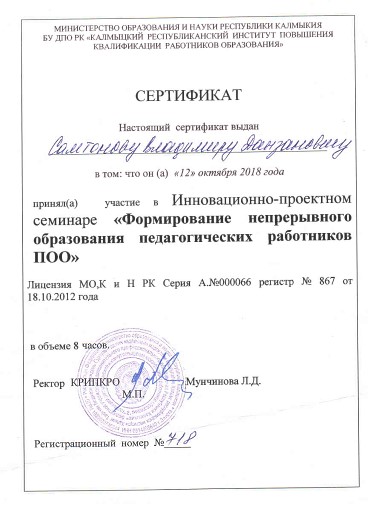 МИНИСТЕРСТВО ОБРАЗОВАНИЯ И НАУКИ РЕСПУБЛИКИ КАЛМЫКИЯ
БУ ДПО РК «КАЛМЫЦКИЙ РЕСПУБЛИКАНСКИЙ ИНСТИТУТ ПОВЫШЕНИЯ
КВАЛИФИКАЦИИ РАБОТНИКОВ ОБРАЗОВАНИЯ»
СЕРТИФИКАТ
Настоящий сертификат выдан
Самтонову Владимиру Данзановичу
в том: что он (а) «12» октября 2018 года
принял(а) участие в Инновационно-проектном
семинаре «Формирование непрерывного
образования педагогических работников
ПОО»
Лицензия МО,К и Н РК Серия А.№000066 регистр № 867 от
18.10.2012 года
в объеме 8 часов.
Ректор КРИПКРО Мунчинова Л.Д.
М.П.
Регистрационный номер № 718